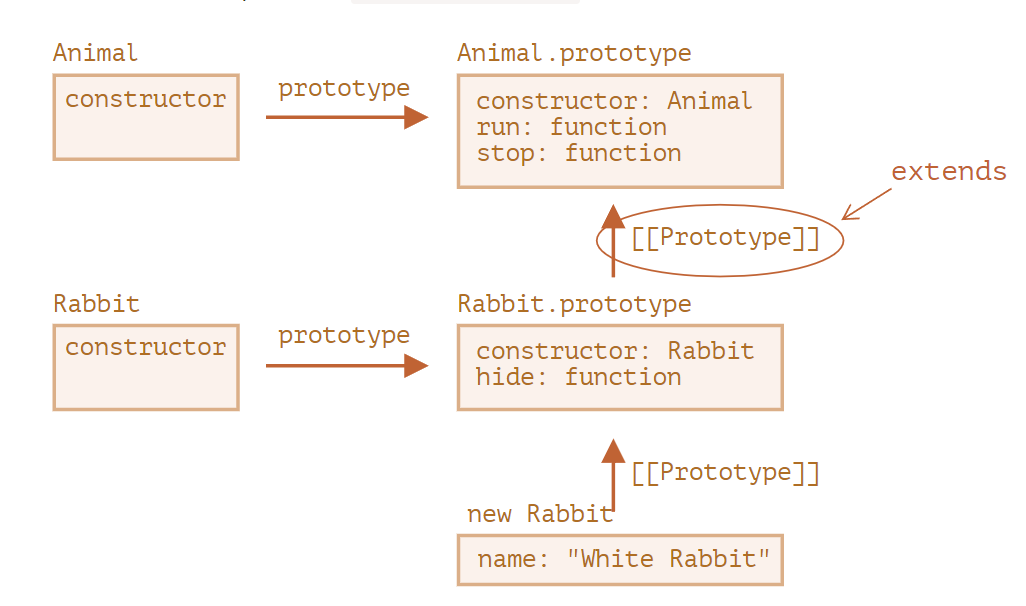 Animal
constructor
prototype
Animal.prototype
constructor: Animal
run: function
stop: function
extends
[[Prototype]]
Rabbit
constructor
prototype
Rabbit.prototype
constructor: Rabbit
hide: function
[[Prototype]]
new Rabbit
name: "White Rabbit"